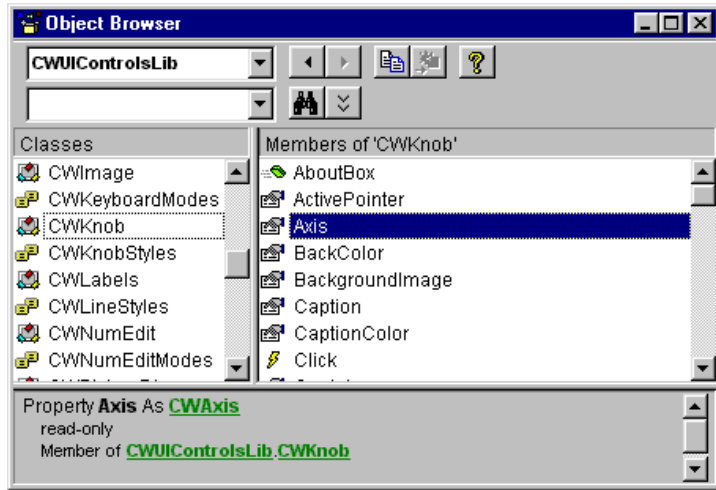 Object Browser
CWUIControlsLib
Classes
CWImage
CWKeyboardModes
CWKnob
CWKnobStyles
CWLabels
CWLineStyles
CWNumEdit
CWNumEditModes
Members of 'CWKnob'
AboutBox
ActivePointer
Axis
BackColor
BackgroundImage
Caption
CaptionColor
Click
Property Axis As CWAxis
read-only
Member of CWUIControlsLib.CWKnob